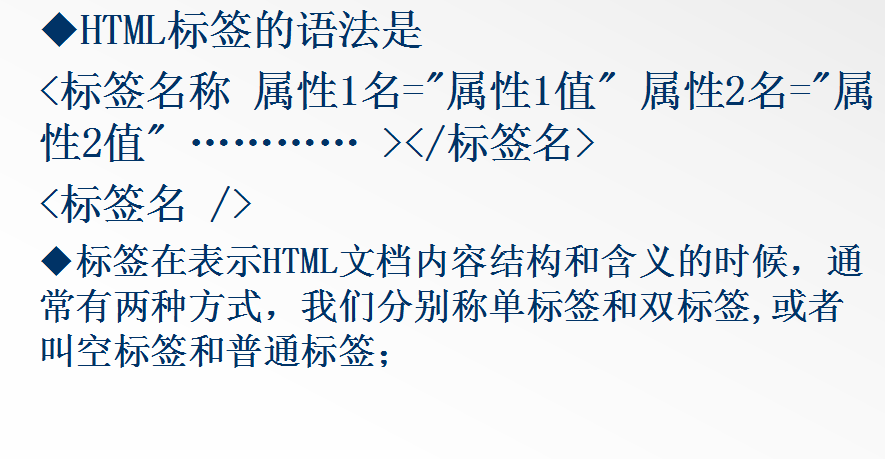 ◆HTML标签的语法是
<标签名称 属性1名="属性1值" 属性2名="属
性2值" ………… ></标签名>
<标签名 />
◆标签在表示HTML文档内容结构和含义的时候，通
常有两种方式，我们分别称单标签和双标签,或者
叫空标签和普通标签；